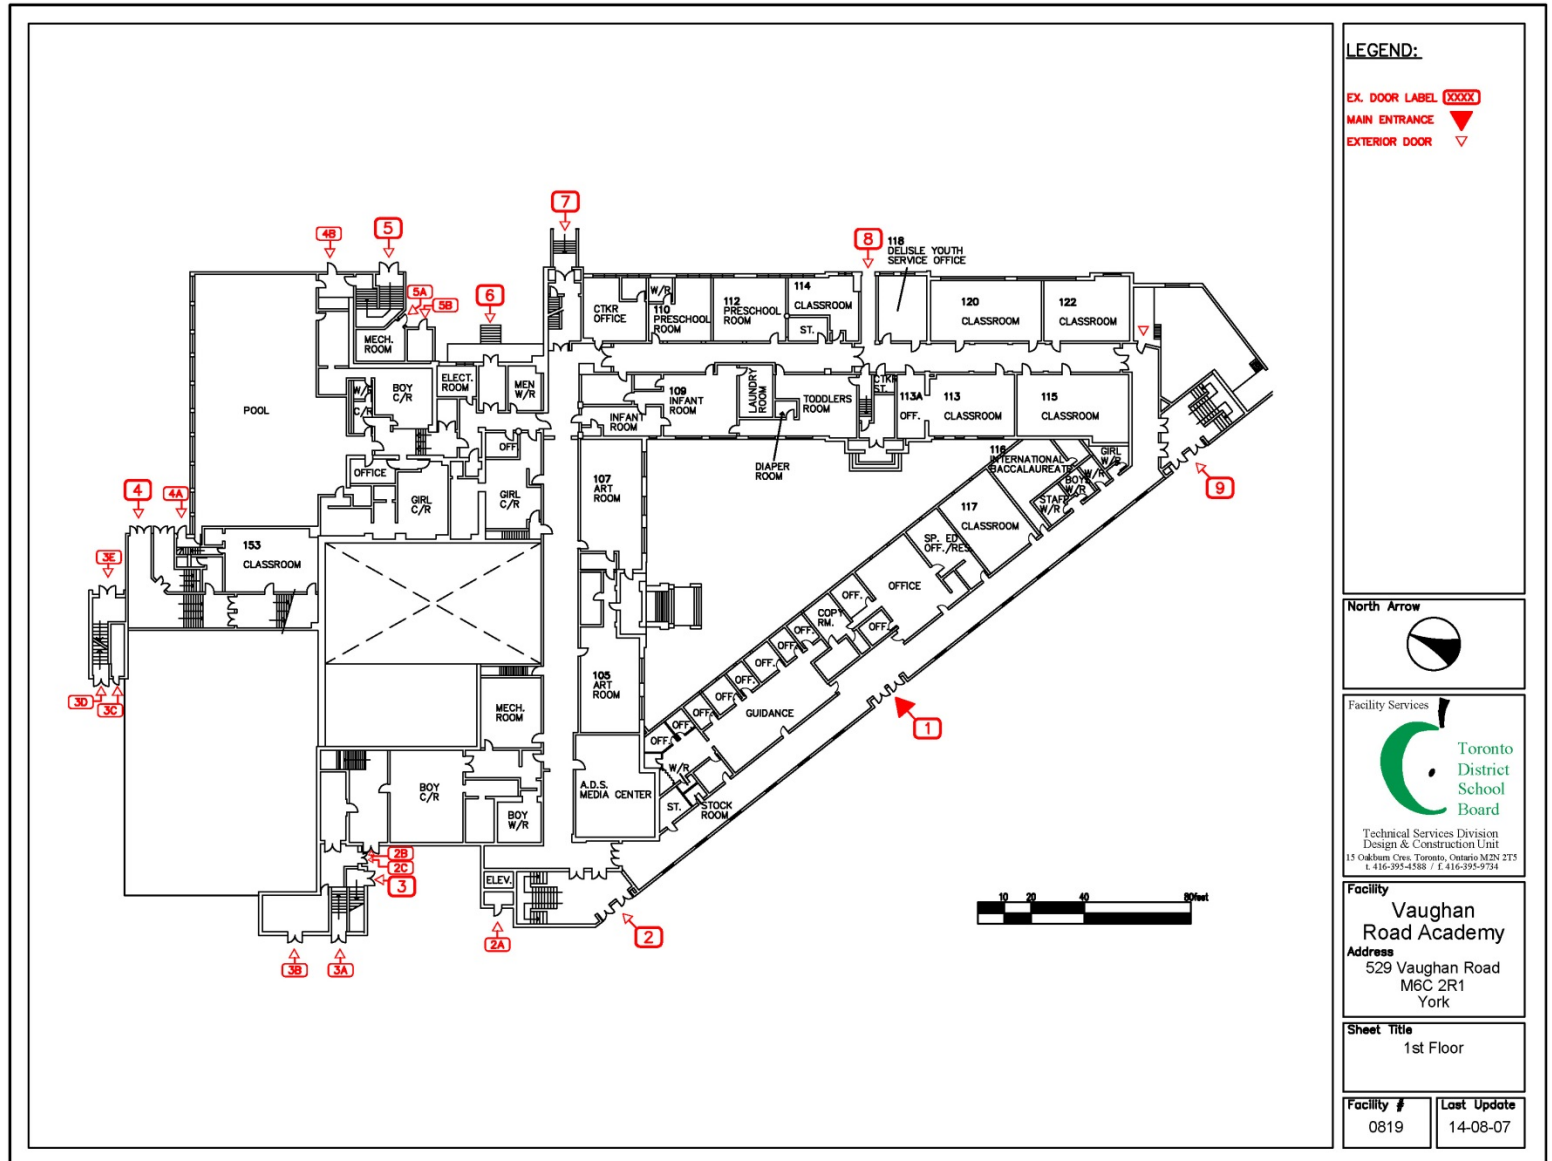 LEGEND:
EX. DOOR LABEL XXXX
MAIN ENTRANCE
EXTERIOR DOOR
7
4B
5
8
118
DELISLE YOUTH
SERVICE OFFICE
5A
5B
6
CTKR
OFFICE
W/R
110
PRESCHOOL
ROOM
112
PRESCHOOL
ROOM
114
CLASSROOM
ST.
120
CLASSROOM
122
CLASSROOM
MECH.
ROOM
POOL
W/R
C/R
BOY
C/R
ELECT.
ROOM
MEN
W/R
109
INFANT
ROOM
INFANT
ROOM
LAUNDRY
ROOM
TODDLERS
ROOM
CTKR
ST.
113A
OFF.
113
CLASSROOM
115
CLASSROOM
OFF
DIAPER
ROOM
116
INTERNATIONAL
BACCALAUREATE
GIRL
W/R
BOYS
W/R
W/R
STAFF
W/R
9
OFFICE
GIRL
C/R
GIRL
C/R
107
ART
ROOM
117
CLASSROOM
4
4A
3E
153
CLASSROOM
SP. ED
OFF./RES.
OFFICE
OFF.
COPY
RM.
OFF.
OFF.
OFF.
OFF.
OFF.
OFF.
OFF.
OFF.
OFF.
GUIDANCE
1
105
ART
ROOM
3D
3C
MECH.
ROOM
W/R
A.D.S.
MEDIA CENTER
ST.
STOCK
ROOM
BOY
C/R
BOY
W/R
2B
2C
3
ELEV.
2A
2
3B
3A
10 20 40 80feet
North Arrow
Facility Services
Toronto
District
School
Board
Technical Services Division
Design & Construction Unit
15 Oakburn Cres. Toronto, Ontario M2N 2T5
t. 416-395-4588 / f. 416-395-9734
Facility
Vaughan
Road Academy
Address
529 Vaughan Road
M6C 2R1
York
Sheet Title
1st Floor
Facility #
0819
Last Update
14-08-07